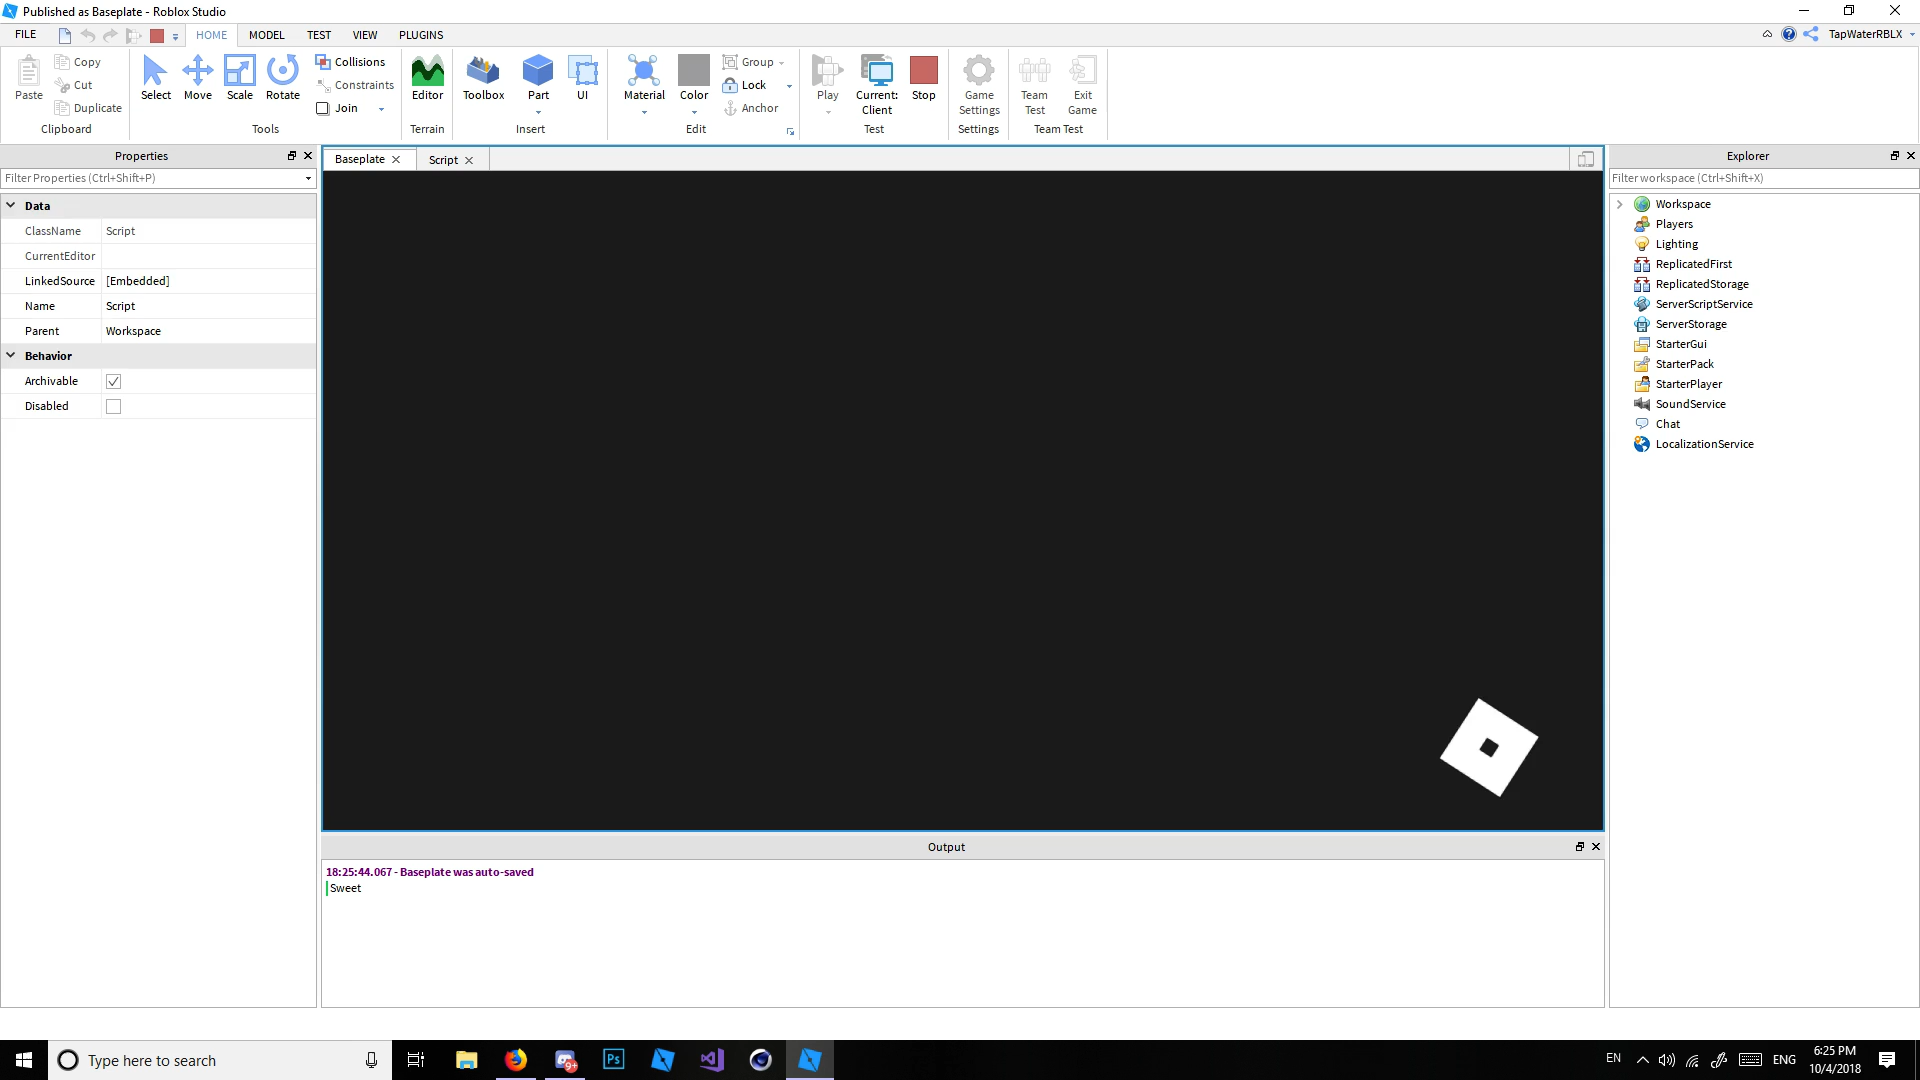 Published as Baseplate - Roblox Studio
FILE
HOME
MODEL
TEST
VIEW
PLUGINS
TapWaterRBLX
Paste
Copy
Cut
Duplicate
Clipboard
Select
Move
Scale
Rotate
Collisions
Constraints
Join
Tools
Editor
Terrain
Toolbox
Part
UI
Insert
Material
Color
Group
Lock
Anchor
Edit
Play
Current:
Client
Stop
Test
Game
Settings
Settings
Team
Test
Exit
Game
Team Test
Properties
Filter Properties (Ctrl+Shift+P)
Data
ClassName Script
CurrentEditor
LinkedSource [Embedded]
Name Script
Parent Workspace
Behavior
Archivable
Disabled
Baseplate
Script
Output
18:25:44.067 - Baseplate was auto-saved
Sweet
Explorer
Filter workspace (Ctrl+Shift+X)
Workspace
Players
Lighting
ReplicatedFirst
ReplicatedStorage
ServerScriptService
ServerStorage
StarterGui
StarterPack
StarterPlayer
SoundService
Chat
LocalizationService
Type here to search
9+
Ps
EN
ENG
6:25 PM
10/4/2018